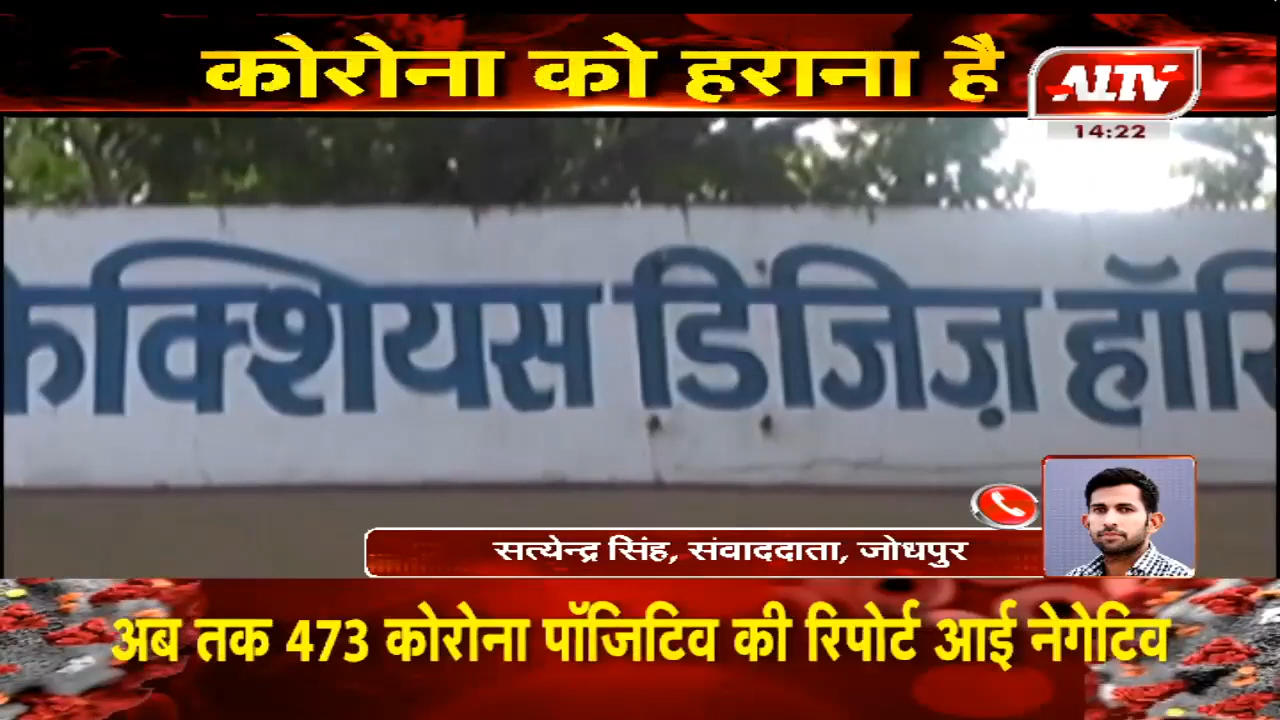 कोरोना को हराना है
ALTV
14:22
क्शियस डिजिज़
सत्येन्द्र सिंह, संवाददाता, जोधपुर
अब तक 473 कोरोना पॉजिटिव की रिपोर्ट आई नेगेटिव